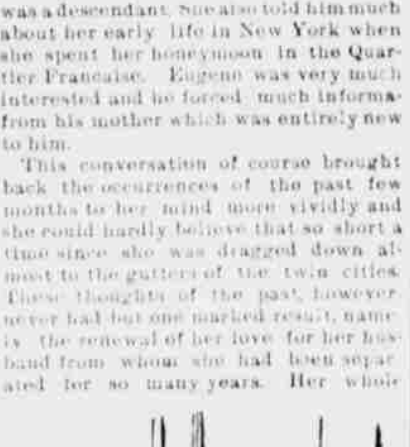 was a descendant. She also told him much
about her early life in New York when
she spent her honeymoon in the Quar-
tier Francaise. Eugene was very much
interested and he forced much informa-
from his mother which was entirely new
to him.
This conversation of course brought
back the occurrences of the past few
months to her mind more vividly and
she could hardly believe that so short a
time since she was dragged down al-
most to the gutters of the twin cities.
These thoughts of the past, however
never had but one marked result, name-
ly the renewal of her love for her hus-
band from whom she had been separ-
ated for so many years. Her whole